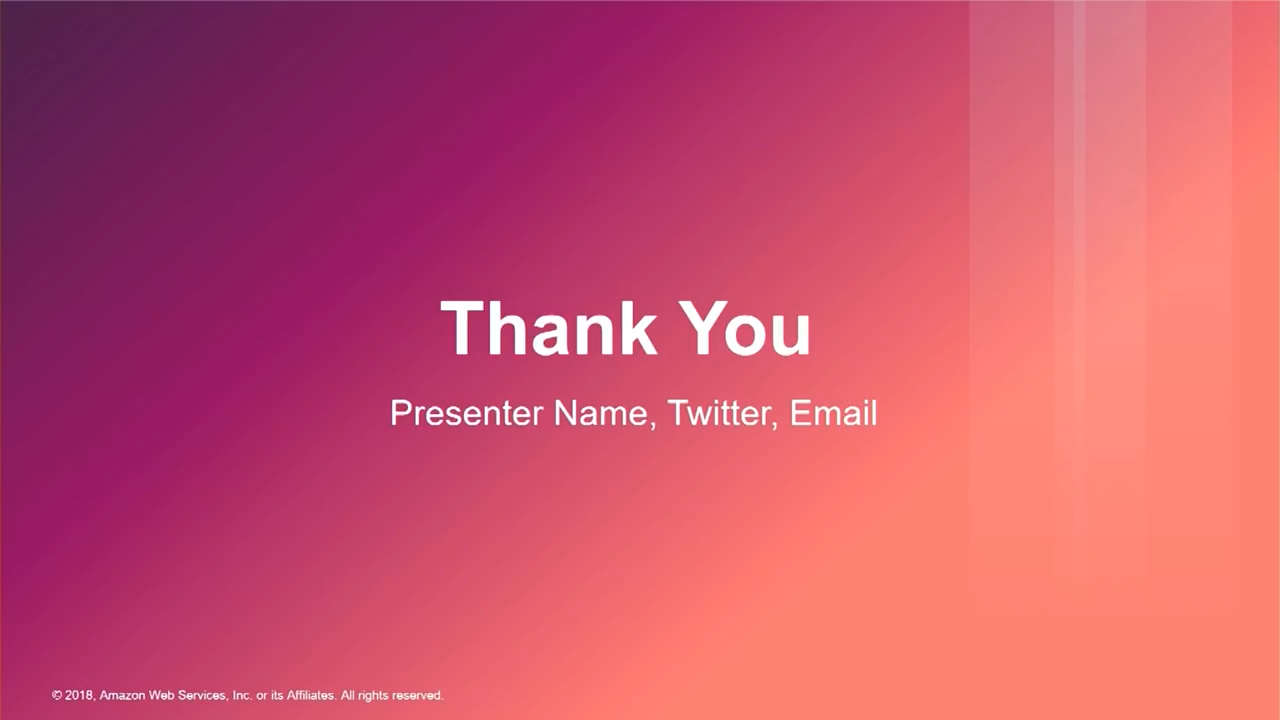 Thank You
Presenter Name, Twitter, Email
© 2018, Amazon Web Services, Inc. or its Affiliates. All rights reserved.